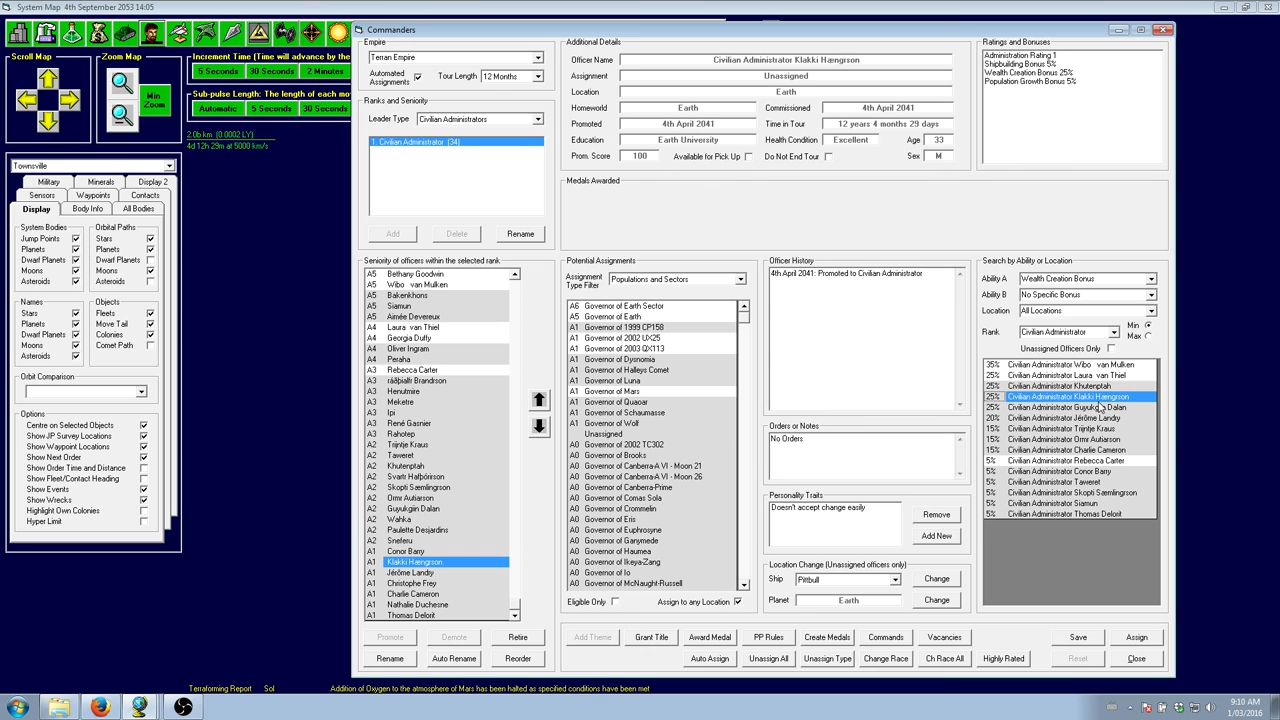 System Map   4th September 2053 14:05
Scroll Map
Zoom Map
Min
Zoom
Increment Time (Time will advance by the
5 Seconds
30 Seconds
2 Minutes
Sub-pulse Length: The length of each mov
Automatic
5 Seconds
30 Seconds
2.0b km (0.0002 LY)
4d 12h 29m at 5000 km/s
Townsville
Military
Minerals
Display 2
Sensors
Waypoints
Contacts
Display
Body Info
All Bodies
System Bodies
Jump Points
Planets
Dwarf Planets
Moons
Asteroids
Orbital Paths
Stars
Planets
Dwarf Planets
Moons
Asteroids
Names
Stars
Planets
Dwarf Planets
Moons
Asteroids
Objects
Fleets
Move Tail
Colonies
Comet Path
Orbit Comparison
Options
Centre on Selected Object
Show JP Survey Locations
Show Waypoint Locations
Show Next Order
Show Order Time and Distance
Show Fleet/Contact Heading
Show Events
Show Wrecks
Highlight Own Colonies
Hyper Limit
Commanders
Empire
Terran Empire
Automated
Assignments
Tour Length
12 Months
Ranks and Seniority
Leader Type
Civilian Administrators
1. Civilian Administrator (34)
Add
Delete
Rename
Additional Details
Officer Name
Civilian Administrator Klakki Hængrson
Assignment
Unassigned
Location
Earth
Homeworld
Earth
Commissioned
4th April 2041
Promoted
4th April 2041
Time in Tour
12 years 4 months 29 days
Education
Earth University
Health Condition
Excellent
Age
33
Prom. Score
100
Available for Pick Up
Do Not End Tour
Sex
M
Medals Awarded
Ratings and Bonuses
Administration Rating 1
Shipbuilding Bonus 5%
Wealth Creation Bonus 25%
Population Growth Bonus 5%
Seniority of officers within the selected rank
A5 Bethany Goodwin
A5 Wibo van Mulken
A5 Bakenkhons
A5 Siamun
A5 Aimée Devereux
A4 Laura van Thiel
A4 Georgia Duffy
A4 Oliver Ingram
A4 Peraha
A3 Rebecca Carter
A3 ráðþialfr Brandrson
A3 Henutmire
A3 Meketre
A3 Ipi
A3 René Gasnier
A3 Rahotep
A2 Trijntje Kraus
A2 Taweret
A2 Khutenptah
A2 Svartr Hafþórirson
A2 Skopti Sæmlingrson
A2 Ormr Autiarson
A2 Guyukgiin Dalan
A2 Wahka
A2 Paulette Desjardins
A2 Sneferu
A1 Conor Barry
A1 Klakki Hængrson
A1 Jérôme Landry
A1 Christophe Frey
A1 Charlie Cameron
A1 Nathalie Duchesne
A1 Thomas Delorit
Potential Assignments
Assignment
Type Filter
Populations and Sectors
A6 Governor of Earth Sector
A5 Governor of Earth
A1 Governor of 1999 CP158
A1 Governor of 2002 UX25
A1 Governor of 2003 QX113
A1 Governor of Dysnomia
A1 Governor of Halleys Comet
A1 Governor of Luna
A1 Governor of Mars
A1 Governor of Quaoar
A1 Governor of Schaumasse
A1 Governor of Wolf
Unassigned
A0 Governor of 2002 TC302
A0 Governor of Brooks
A0 Governor of Canberra-A VI - Moon 21
A0 Governor of Canberra-A VI - Moon 26
A0 Governor of Canberra-Prime
A0 Governor of Comas Sola
A0 Governor of Crommelin
A0 Governor of Eris
A0 Governor of Euphrosyne
A0 Governor of Ganymede
A0 Governor of Haumea
A0 Governor of Ikeya-Zang
A0 Governor of Io
A0 Governor of McNaught-Russell
Eligible Only
Assign to any Location
Officer History
4th April 2041: Promoted to Civilian Administrator
Orders or Notes
No Orders
Personality Traits
Doesn't accept change easily
Remove
Add New
Location Change (Unassigned officers only)
Ship
Pittbull
Change
Planet
Earth
Change
Search by Ability or Location
Ability A
Wealth Creation Bonus
Ability B
No Specific Bonus
Location
All Locations
Rank
Civilian Administrator
Min
Max
Unassigned Officers Only
35% Civilian Administrator Wibo van Mulken
25% Civilian Administrator Laura van Thiel
25% Civilian Administrator Khutenptah
25% Civilian Administrator Klakki Hængrson
25% Civilian Administrator Guyukgiin Dalan
20% Civilian Administrator Jérôme Landry
15% Civilian Administrator Trijntje Kraus
15% Civilian Administrator Ormr Autiarson
15% Civilian Administrator Charlie Cameron
5% Civilian Administrator Rebecca Carter
5% Civilian Administrator Conor Barry
5% Civilian Administrator Taweret
5% Civilian Administrator Skopti Sæmlingrson
5% Civilian Administrator Siamun
5% Civilian Administrator Thomas Delorit
Promote
Demote
Retire
Add Theme
Grant Title
Award Medal
PP Rules
Create Medals
Commands
Vacancies
Save
Assign
Rename
Auto Rename
Reorder
Auto Assign
Unassign All
Unassign Type
Change Race
Ch Race All
Highly Rated
Reset
Close
Terraforming Report   Sol   Addition of Oxygen to the atmosphere of Mars has been halted as specified conditions have been met
9:10 AM
1/03/2016